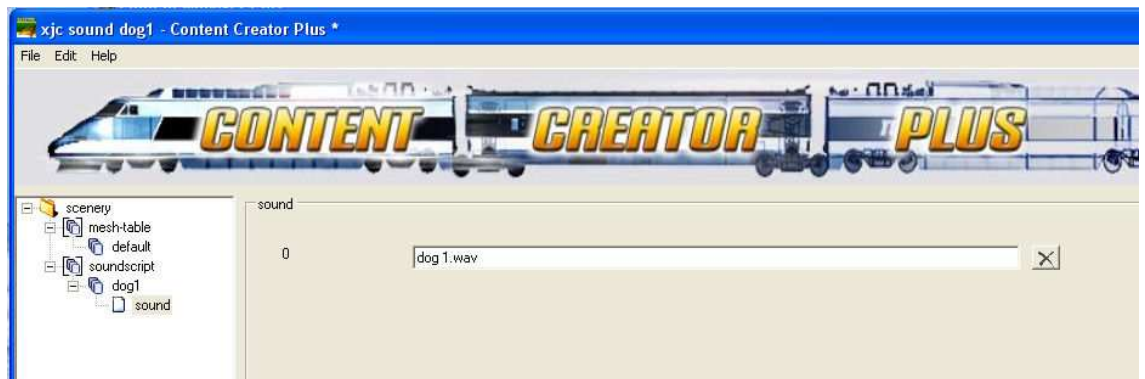 xjc sound dog1 - Content Creator Plus *
File Edit Help
CONTENT CREATOR PLUS
scenery
mesh-table
default
soundscript
dog1
sound
sound
0 dog 1.wav